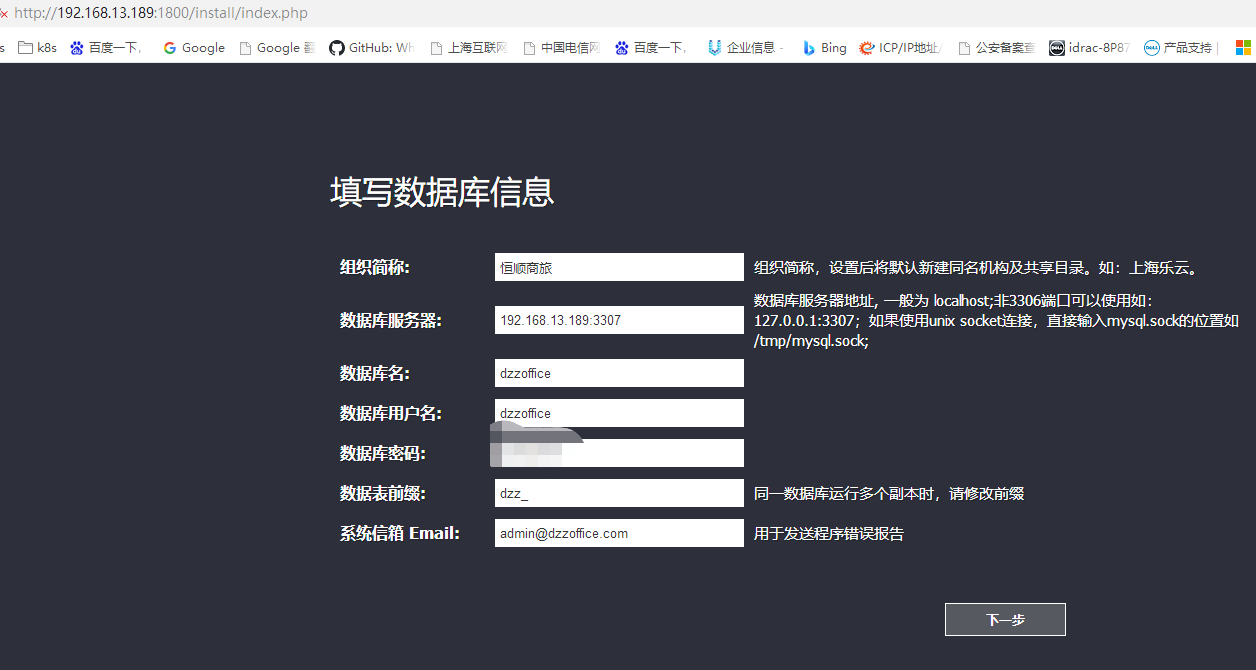 http://192.168.13.189:1800/install/index.php
s k8s 百度一下, Google Google 翻 GitHub: Wh 上海互联网 中国电信网 百度一下, 企业信息 - Bing ICP/IP地址/ 公安备案查 idrac-8P87 产品支持 |
填写数据库信息
组织简称: 恒顺商旅 组织简称，设置后将默认新建同名机构及共享目录。如：上海乐云。
数据库服务器: 192.168.13.189:3307 数据库服务器地址, 一般为 localhost;非3306端口可以使用如：
127.0.0.1:3307；如果使用unix socket连接，直接输入mysql.sock的位置如
/tmp/mysql.sock;
数据库名: dzzoffice
数据库用户名: dzzoffice
数据库密码:
数据表前缀: dzz_ 同一数据库运行多个副本时，请修改前缀
系统信箱 Email: admin@dzzoffice.com 用于发送程序错误报告
下一步